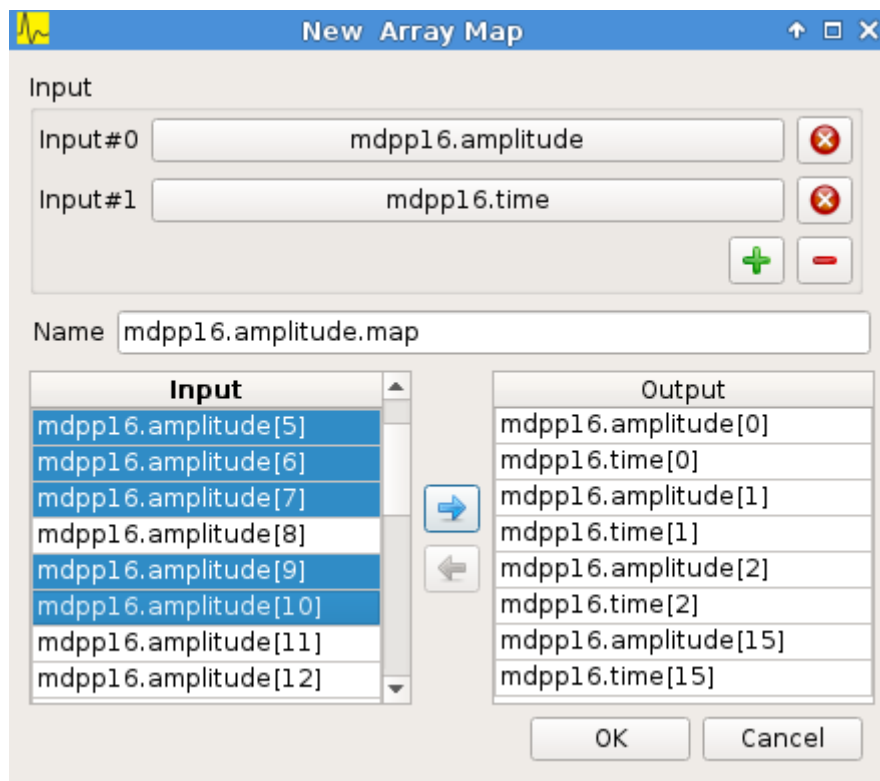 New Array Map
Input
Input#0 mdpp16.amplitude
Input#1 mdpp16.time
Name mdpp16.amplitude.map
Input
mdpp16.amplitude[5]
mdpp16.amplitude[6]
mdpp16.amplitude[7]
mdpp16.amplitude[8]
mdpp16.amplitude[9]
mdpp16.amplitude[10]
mdpp16.amplitude[11]
mdpp16.amplitude[12]
Output
mdpp16.amplitude[0]
mdpp16.time[0]
mdpp16.amplitude[1]
mdpp16.time[1]
mdpp16.amplitude[2]
mdpp16.time[2]
mdpp16.amplitude[15]
mdpp16.time[15]
OK Cancel